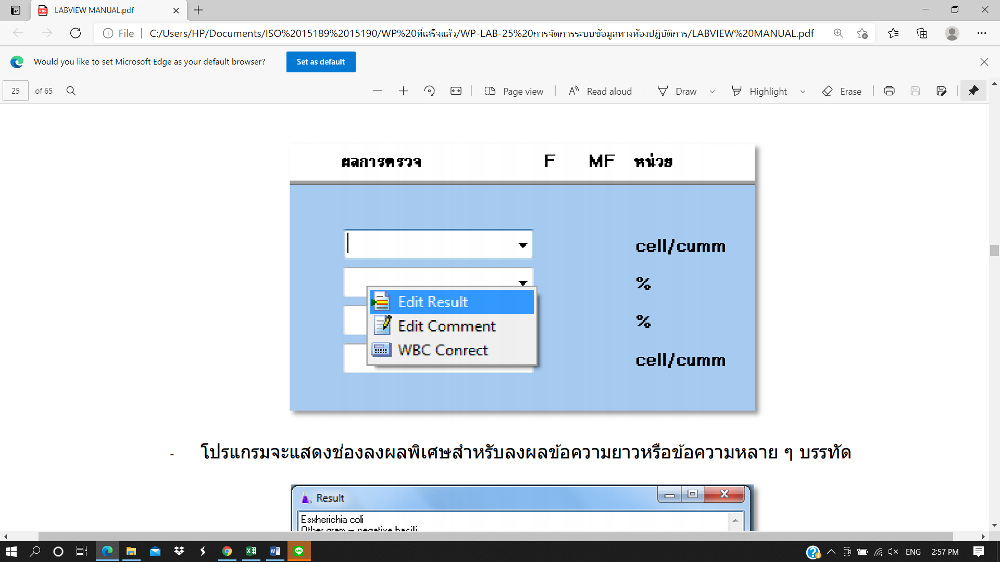 LABVIEW MANUAL.pdf
File
C:/Users/HP/Documents/ISO%2015189%2015190/WP%20ที่เสร็จแล้ว/WP-LAB-25%20การจัดการระบบข้อมูลทางห้องปฏิบัติการ/LABVIEW%20MANUAL.pdf
Would you like to set Microsoft Edge as your default browser?
Set as default
25 of 65
Page view
Read aloud
Draw
Highlight
Erase
ผลการตรวจ F MF หน่วย
cell/cumm
%
Edit Result
%
Edit Comment
WBC Conrect
cell/cumm
- โปรแกรมจะแสดงช่องลงผลพิเศษสำหรับลงผลข้อความยาวหรือข้อความหลาย ๆ บรรทัด
Result
Esxherichia coli
Other gram - negative bacilli
ENG
2:57 PM